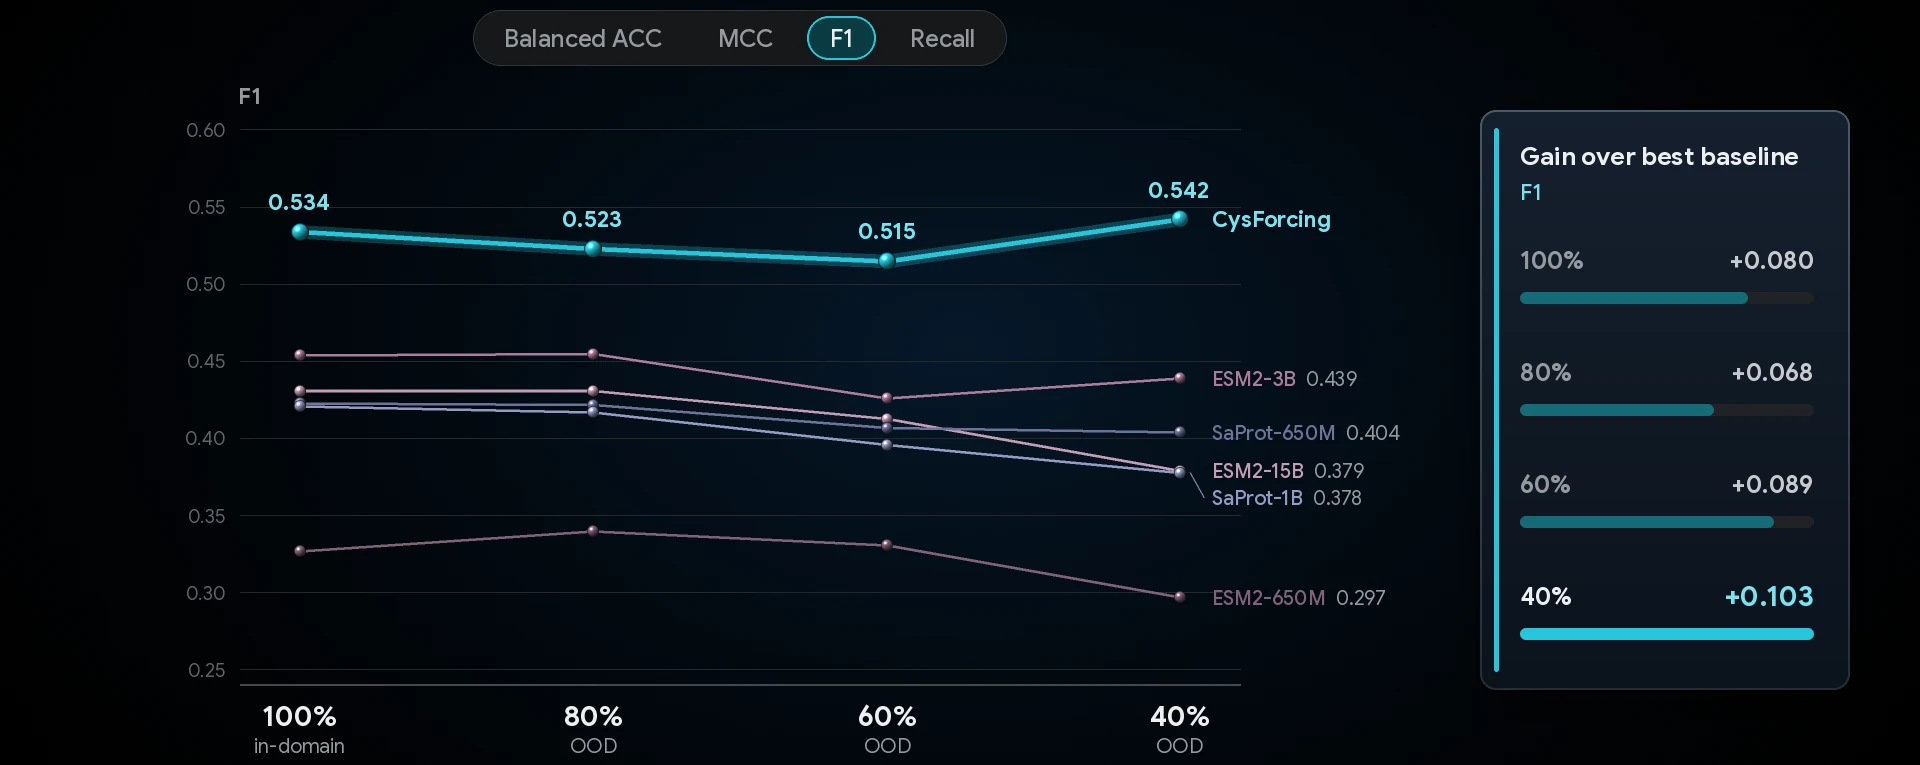 Balanced ACC MCC F1 Recall
F1
0.60
0.55
0.50
0.45
0.40
0.35
0.30
0.25
0.534
0.523
0.515
0.542
CysForcing
ESM2-3B 0.439
SaProt-650M 0.404
ESM2-15B 0.379
SaProt-1B 0.378
ESM2-650M 0.297
100% 80% 60% 40%
in-domain OOD OOD OOD
Gain over best baseline
F1
100% +0.080
80% +0.068
60% +0.089
40% +0.103